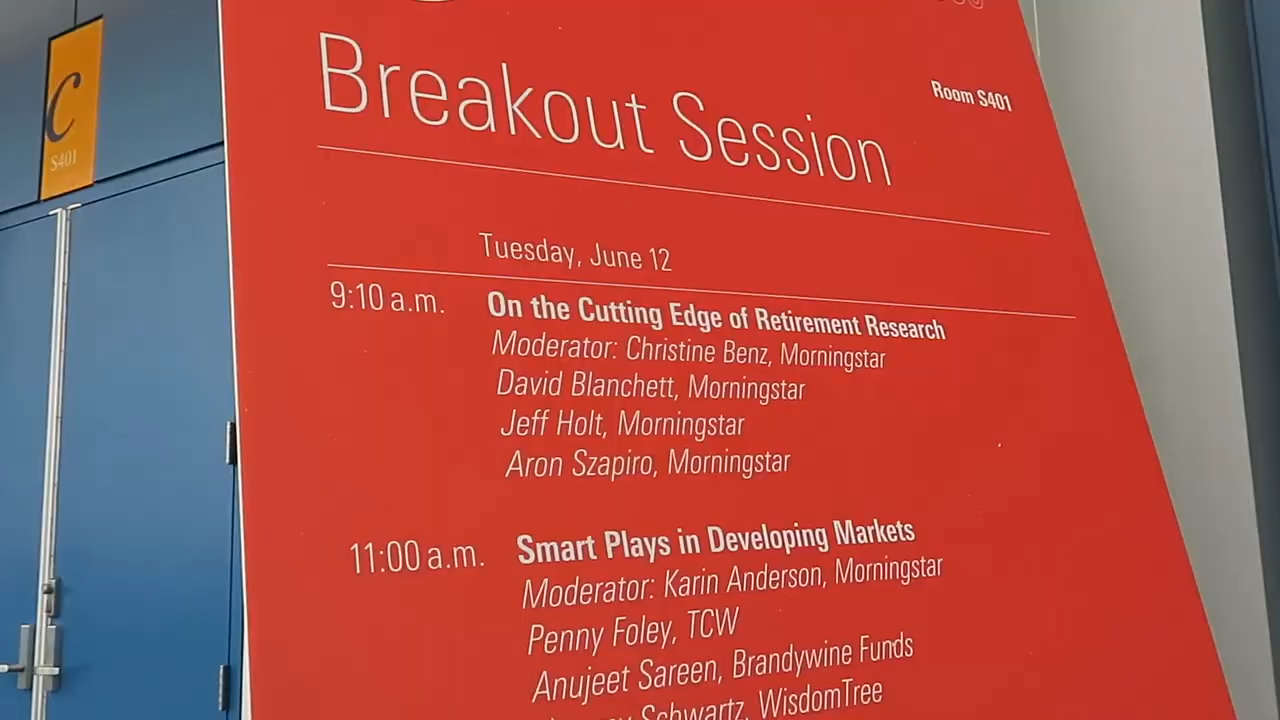 C
S401
Breakout Session
Room S401
Tuesday, June 12
9:10 a.m.
On the Cutting Edge of Retirement Research
Moderator: Christine Benz, Morningstar
David Blanchett, Morningstar
Jeff Holt, Morningstar
Aron Szapiro, Morningstar
11:00 a.m.
Smart Plays in Developing Markets
Moderator: Karin Anderson, Morningstar
Penny Foley, TCW
Anujeet Sareen, Brandywine Funds
Schwartz, WisdomTree